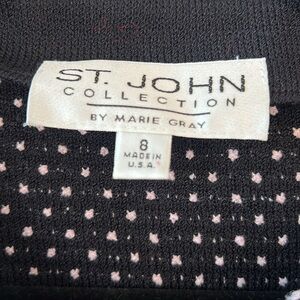 ST. JOHN
COLLECTION
BY MARIE GRAY
8
MADE IN
U.S.A.